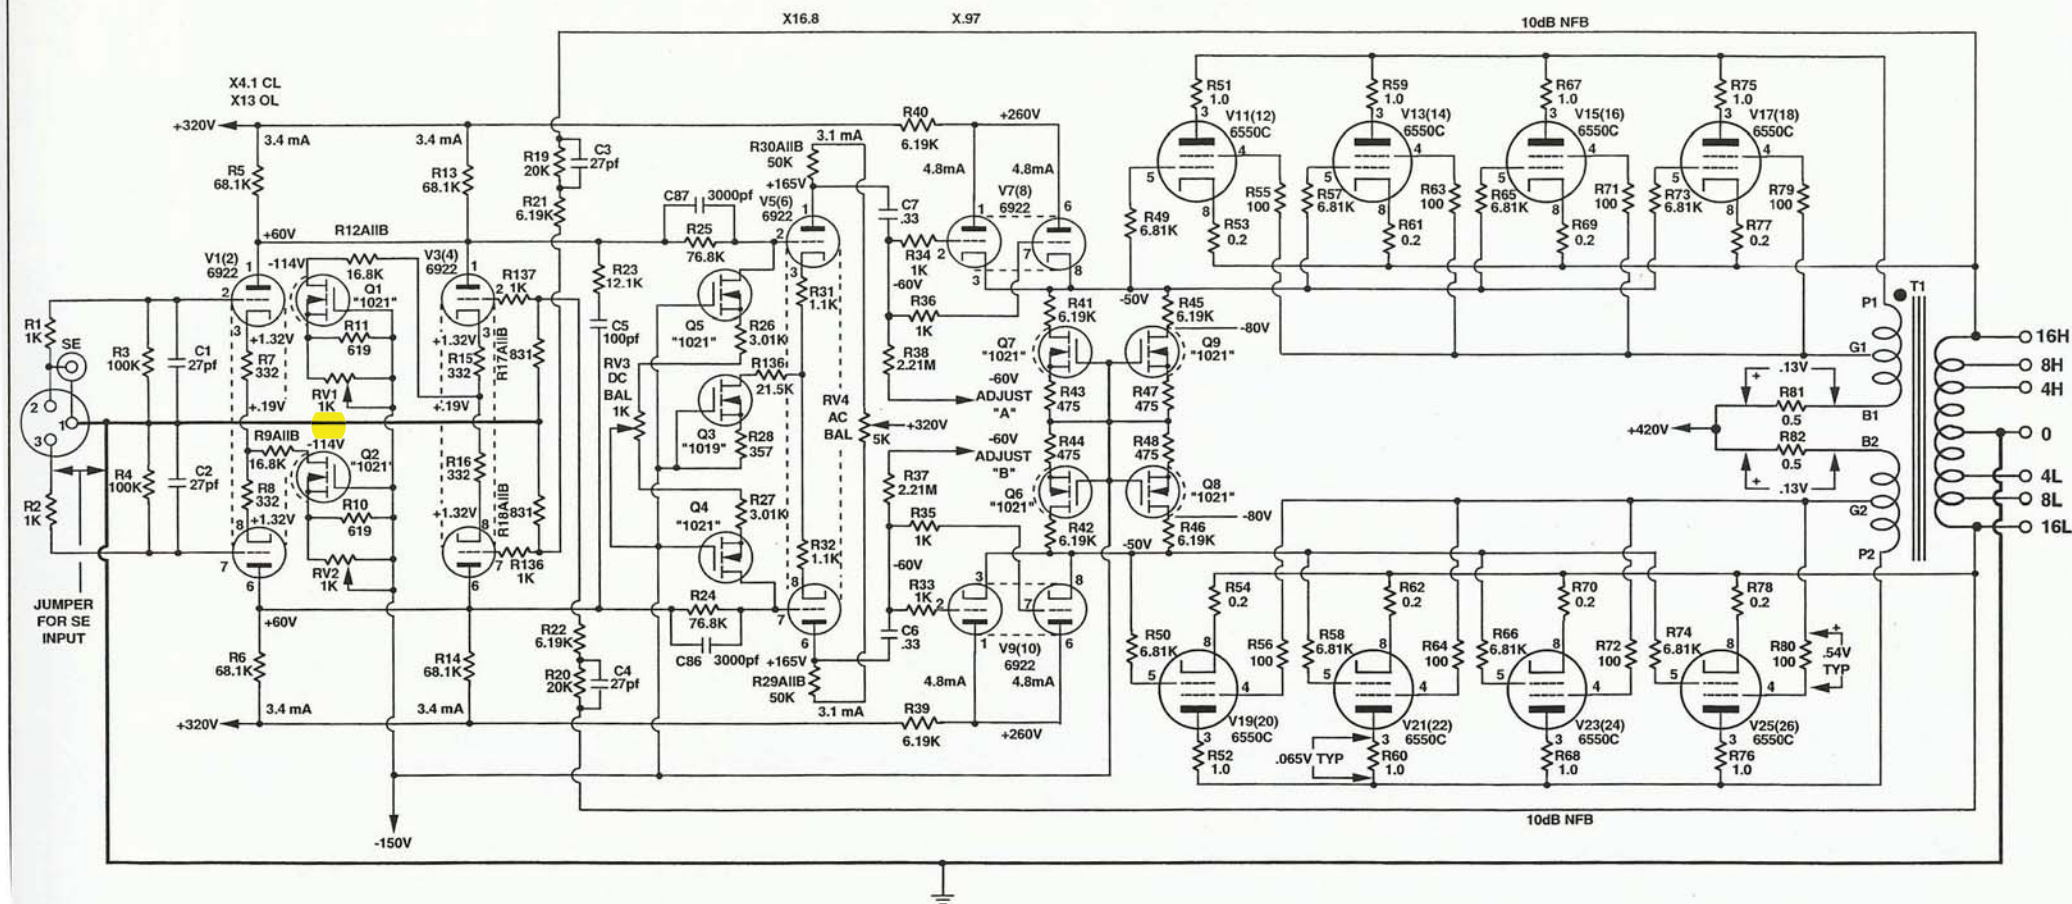 X16.8
X.97
10dB NFB
X4.1 CL
X13 OL
+320V
3.4 mA
3.4 mA
R5
68.1K
R13
68.1K
R19
20K
C3
27pf
R21
6.19K
R30AIIB
50K
3.1 mA
+165V
R40
6.19K
+260V
4.8mA
4.8mA
C87
3000pf
V5(6)
6922
R25
76.8K
C7
.33
V7(8)
6922
R34
1K
-60V
R36
1K
R38
2.21M
R51
1.0
V11(12)
6550C
R59
1.0
V13(14)
6550C
R67
1.0
V15(16)
6550C
R75
1.0
V17(18)
6550C
R49
6.81K
R53
0.2
R55
100
R57
6.81K
R61
0.2
R63
100
R65
6.81K
R69
0.2
R71
100
R73
6.81K
R77
0.2
R79
100
+60V
R12AIIB
V1(2)
6922
-114V
16.8K
Q1
"1021"
V3(4)
6922
R137
1K
R23
12.1K
C5
100pf
R1
1K
SE
R3
100K
C1
27pf
+1.32V
R7
332
R11
619
+1.32V
R15
332
R17AIIB
831
RV1
1K
+.19V
+.19V
Q5
"1021"
R26
3.01K
R31
1.1K
RV3
DC
BAL
1K
R136
21.5K
Q3
"1019"
R28
357
RV4
AC
BAL
5K
+320V
-60V
ADJUST
"A"
-60V
ADJUST
"B"
-50V
R41
6.19K
R45
6.19K
-80V
Q7
"1021"
Q9
"1021"
R43
475
R47
475
R44
475
R48
475
Q6
"1021"
Q8
"1021"
-80V
R42
6.19K
R46
6.19K
-50V
P1
T1
G1
B1
B2
G2
P2
.13V
R81
0.5
+420V
R82
0.5
.13V
16H
8H
4H
0
4L
8L
16L
R9AIIB
16.8K
-114V
Q2
"1021"
R4
100K
C2
27pf
R8
332
+1.32V
R10
619
R16
332
+1.32V
R18AIIB
831
R2
1K
RV2
1K
R136
1K
Q4
"1021"
R27
3.01K
R32
1.1K
R37
2.21M
R35
1K
-60V
R33
1K
C6
.33
V9(10)
6922
JUMPER
FOR SE
INPUT
+60V
R6
68.1K
R14
68.1K
R22
6.19K
R20
20K
C4
27pf
R24
76.8K
C86
3000pf
+165V
R29AIIB
50K
3.1 mA
4.8mA
4.8mA
+320V
3.4 mA
3.4 mA
R39
6.19K
+260V
R50
6.81K
R54
0.2
R56
100
R58
6.81K
R62
0.2
R64
100
R66
6.81K
R70
0.2
R72
100
R74
6.81K
R78
0.2
R80
100
.54V
TYP
V19(20)
6550C
V21(22)
6550C
V23(24)
6550C
V25(26)
6550C
R52
1.0
.065V TYP
R60
1.0
R68
1.0
R76
1.0
-150V
10dB NFB